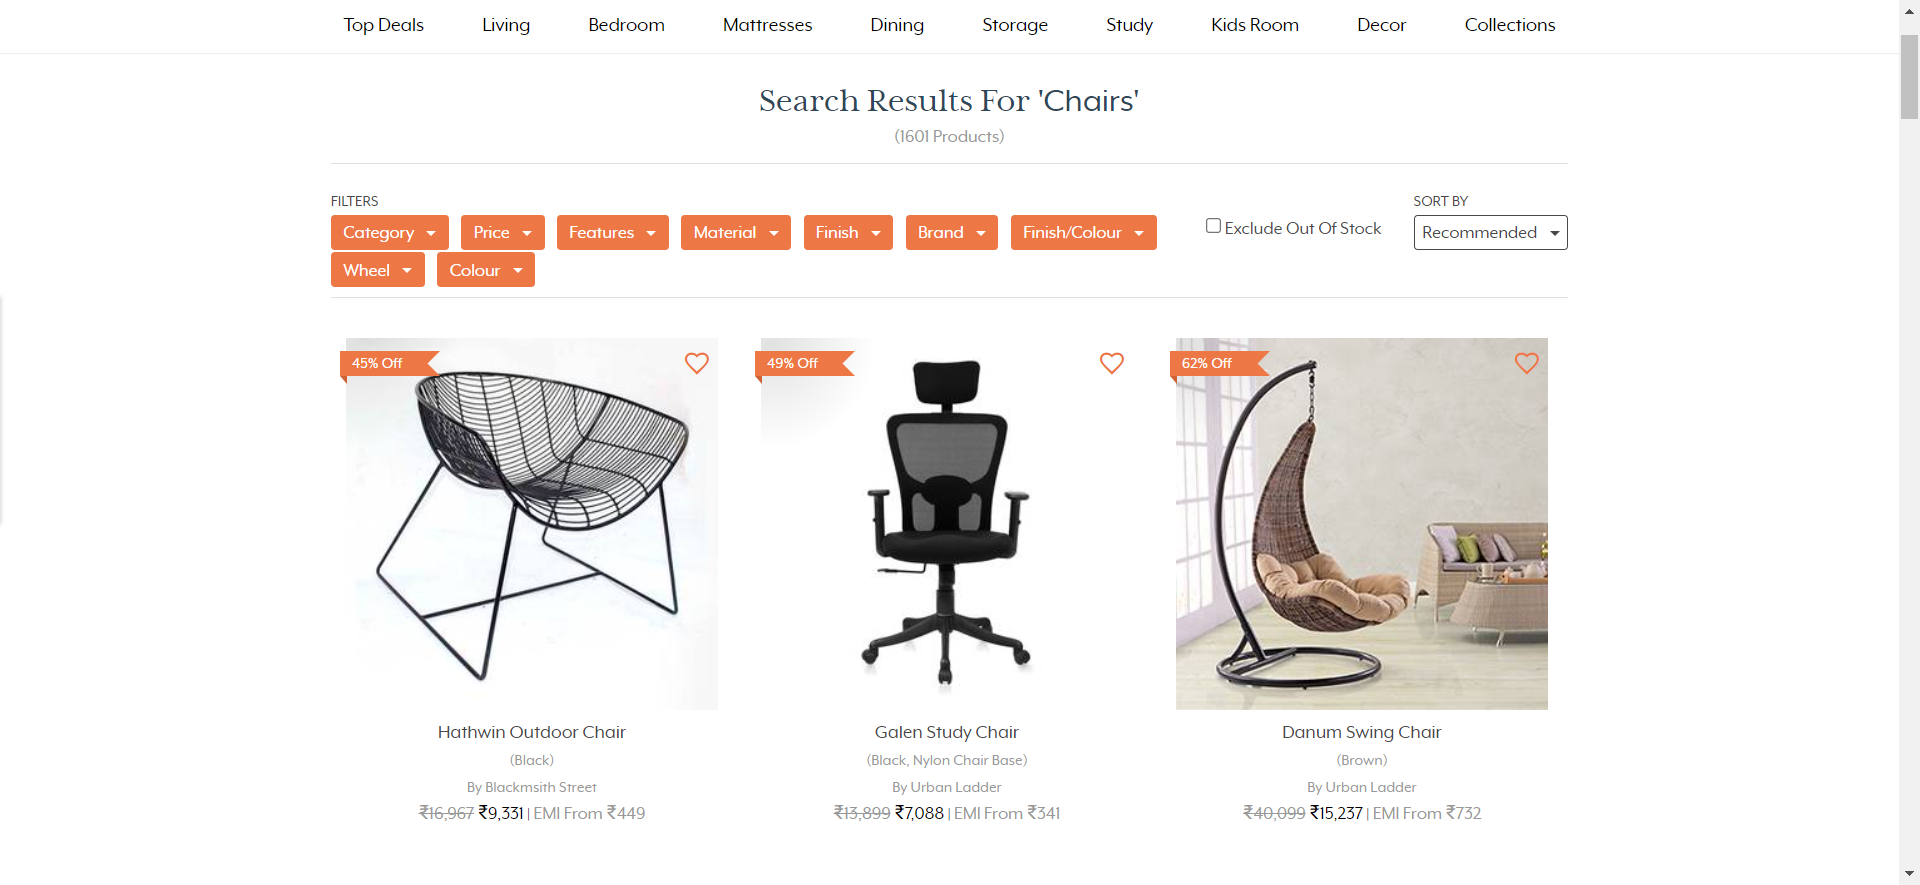 Top Deals Living Bedroom Mattresses Dining Storage Study Kids Room Decor Collections
Search Results For 'Chairs'
(1601 Products)
FILTERS
SORT BY
Category Price Features Material Finish Brand Finish/Colour
Exclude Out Of Stock
Recommended
Wheel Colour
45% Off
49% Off
62% Off
Hathwin Outdoor Chair
(Black)
By Blackmsith Street
₹16,967 ₹9,331 | EMI From ₹449
Galen Study Chair
(Black, Nylon Chair Base)
By Urban Ladder
₹13,899 ₹7,088 | EMI From ₹341
Danum Swing Chair
(Brown)
By Urban Ladder
₹40,099 ₹15,237 | EMI From ₹732